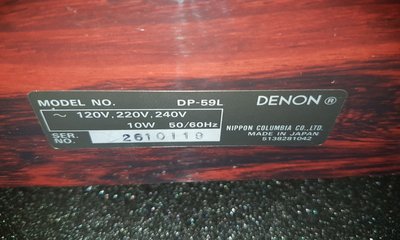 MODEL NO. DP-59L
~ 120V, 220V, 240V
10W 50/60Hz
SER. NO. 2610118
DENON ®
NIPPON COLUMBIA CO., LTD.
MADE IN JAPAN
5138281042